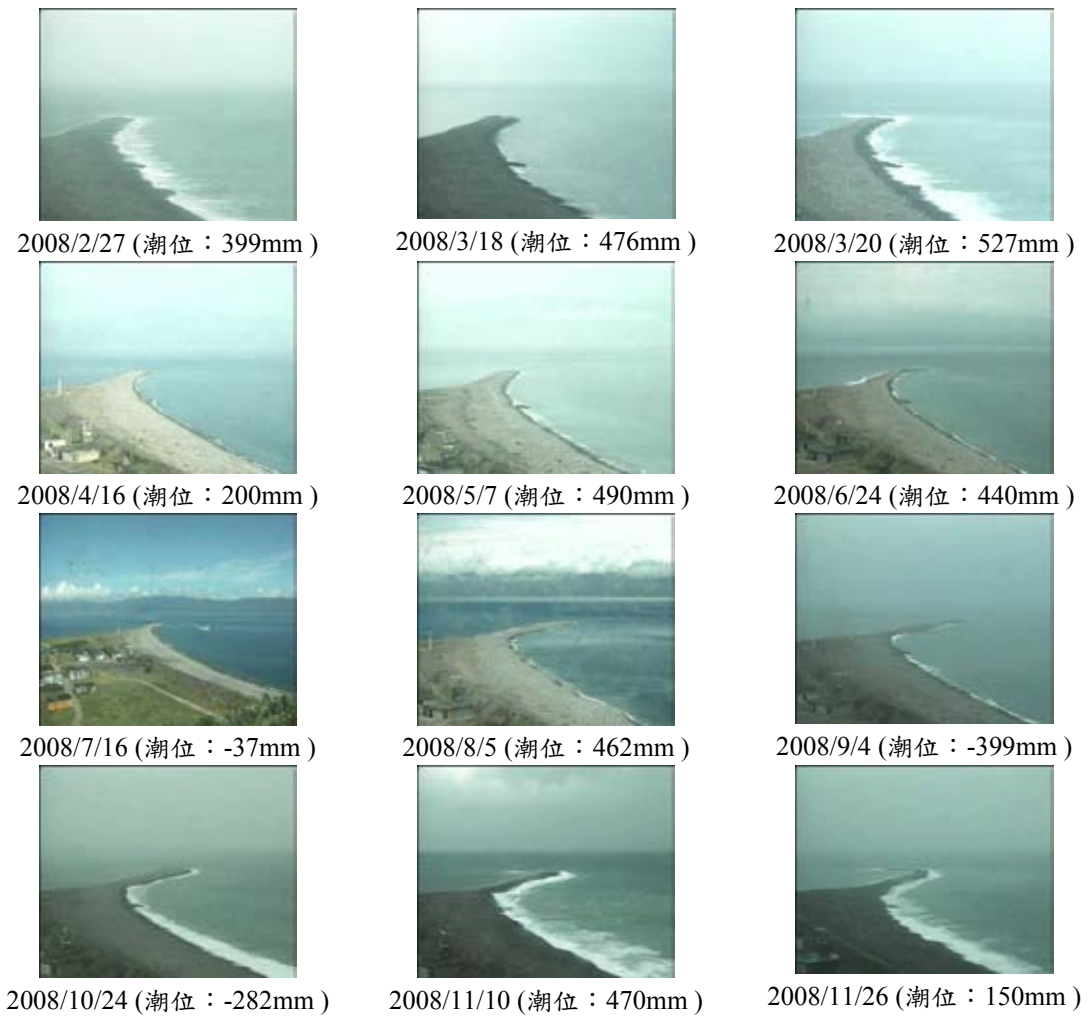 2008/2/27 (潮位：399mm )
2008/3/18 (潮位：476mm )
2008/3/20 (潮位：527mm )
2008/4/16 (潮位：200mm )
2008/5/7 (潮位：490mm )
2008/6/24 (潮位：440mm )
2008/7/16 (潮位：-37mm )
2008/8/5 (潮位：462mm )
2008/9/4 (潮位：-399mm )
2008/10/24 (潮位：-282mm )
2008/11/10 (潮位：470mm )
2008/11/26 (潮位：150mm )